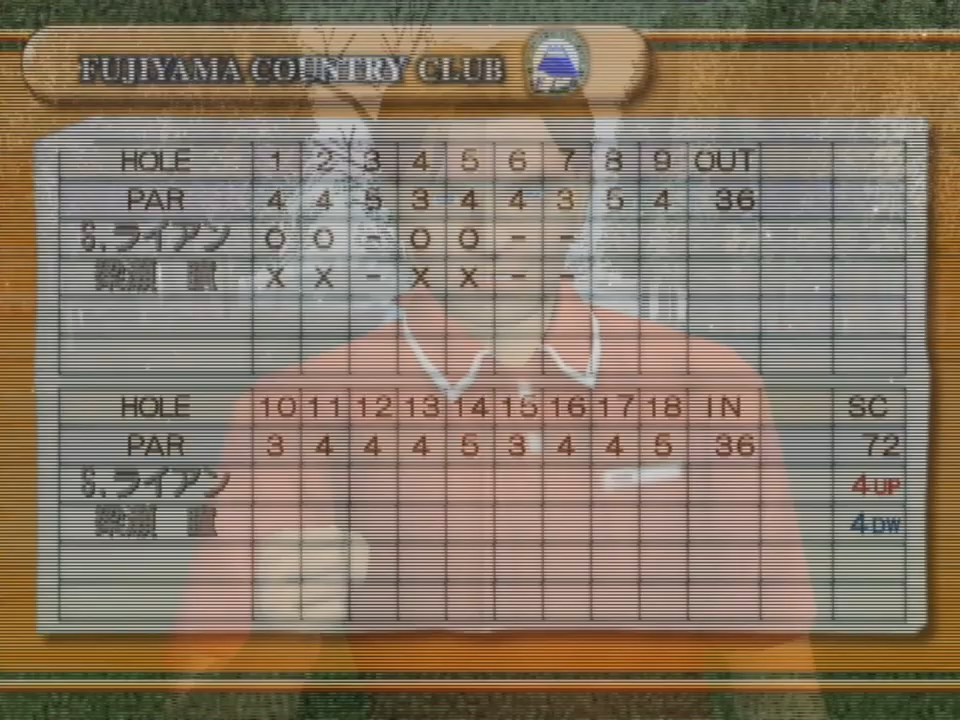 FUJIYAMA COUNTRY CLUB
HOLE 1 2 3 4 5 6 7 8 9 OUT
PAR 4 4 5 3 4 4 3 5 4 36
S.ライアン O O - O O - -
X X - X X - -
HOLE 10 11 12 13 14 15 16 17 18 IN SC
PAR 3 4 4 4 5 3 4 4 5 36 72
S.ライアン 4UP
4DW